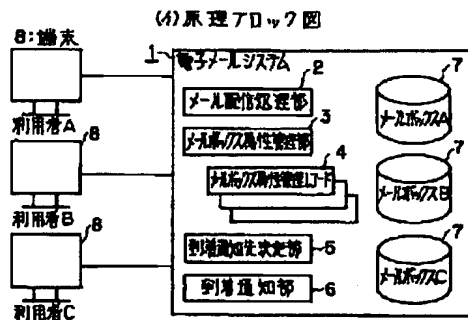 (イ)原理ブロック図
8:端末
利用者A
8
利用者B
8
利用者C
1
電子メールシステム
2
メール配信処理部
3
メールボックス属性管理部
4
メールボックス属性管理レコード
到着通知先決定部
5
到着通知部
6
7
メールボックスA
7
メールボックスB
7
メールボックスC